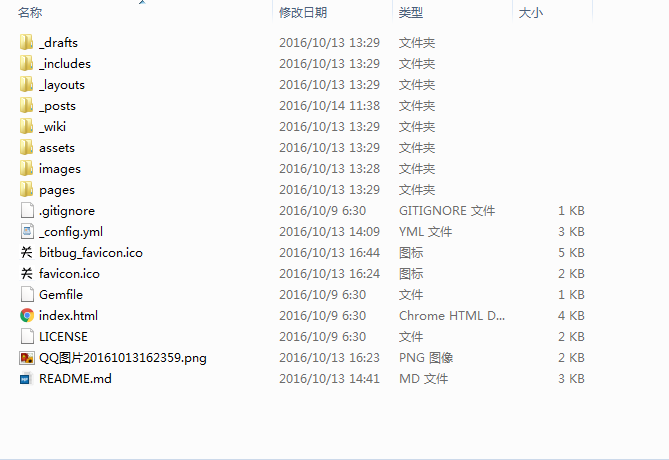 名称 修改日期 类型 大小
_drafts 2016/10/13 13:29 文件夹
_includes 2016/10/13 13:29 文件夹
_layouts 2016/10/13 13:29 文件夹
_posts 2016/10/14 11:38 文件夹
_wiki 2016/10/13 13:29 文件夹
assets 2016/10/13 13:29 文件夹
images 2016/10/13 13:28 文件夹
pages 2016/10/13 13:29 文件夹
.gitignore 2016/10/9 6:30 GITIGNORE 文件 1 KB
_config.yml 2016/10/13 14:09 YML 文件 3 KB
bitbug_favicon.ico 2016/10/13 16:44 图标 5 KB
favicon.ico 2016/10/13 16:24 图标 2 KB
Gemfile 2016/10/9 6:30 文件 1 KB
index.html 2016/10/9 6:30 Chrome HTML D... 4 KB
LICENSE 2016/10/9 6:30 文件 2 KB
QQ图片20161013162359.png 2016/10/13 16:23 PNG 图像 2 KB
README.md 2016/10/13 14:41 MD 文件 3 KB